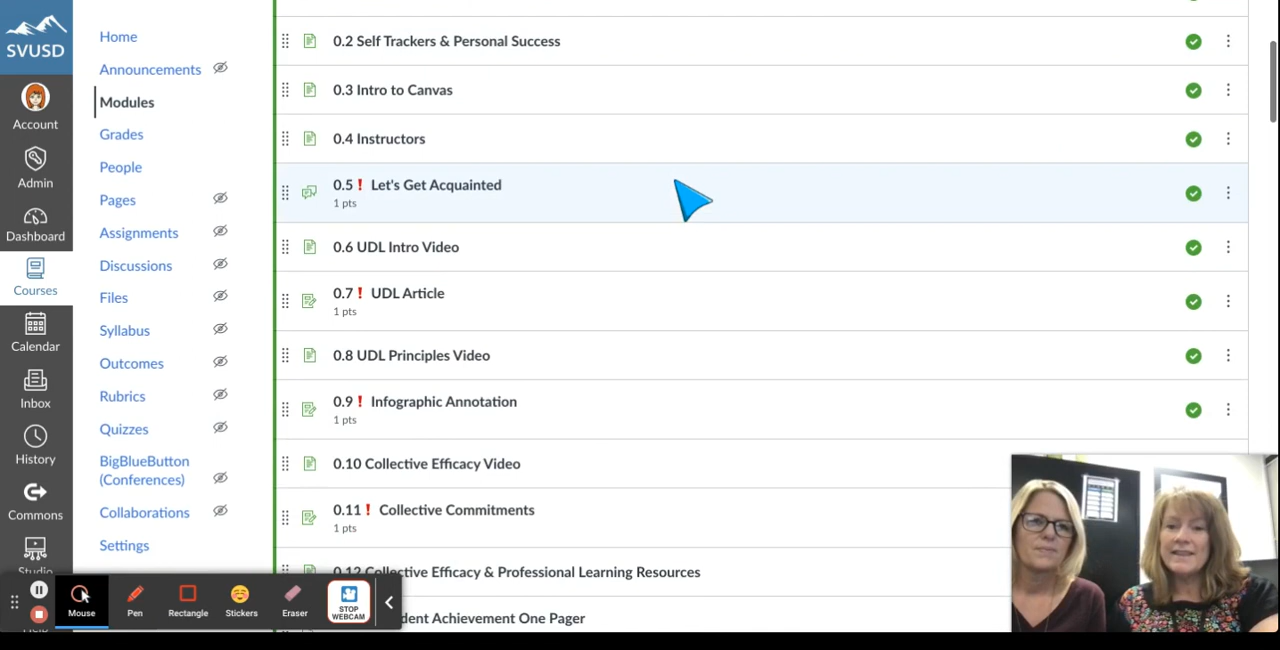 SVUSD
Account
Admin
Dashboard
Courses
Calendar
Inbox
History
Commons
Studio
Home
Announcements
Modules
Grades
People
Pages
Assignments
Discussions
Files
Syllabus
Outcomes
Rubrics
Quizzes
BigBlueButton
(Conferences)
Collaborations
Settings
0.2 Self Trackers & Personal Success
0.3 Intro to Canvas
0.4 Instructors
0.5 ! Let's Get Acquainted
1 pts
0.6 UDL Intro Video
0.7 ! UDL Article
1 pts
0.8 UDL Principles Video
0.9 ! Infographic Annotation
1 pts
0.10 Collective Efficacy Video
0.11 ! Collective Commitments
1 pts
0.12 Collective Efficacy & Professional Learning Resources
dent Achievement One Pager
Mouse
Pen
Rectangle
Stickers
Eraser
STOP
WEBCAM